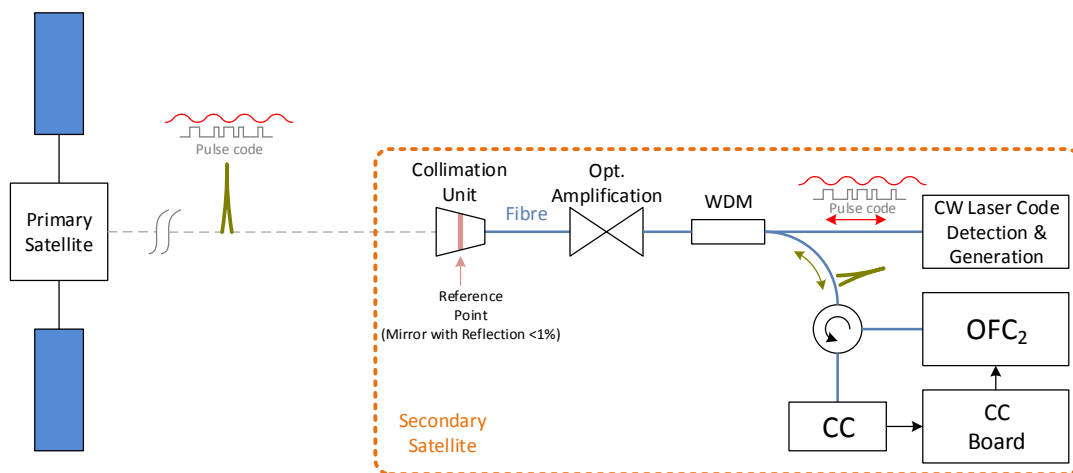 Pulse code
Primary
Satellite
Collimation
Unit
Fibre
Opt.
Amplification
WDM
Pulse code
CW Laser Code
Detection &
Generation
Reference
Point
(Mirror with Reflection <1%)
OFC₂
CC
CC
Board
Secondary
Satellite